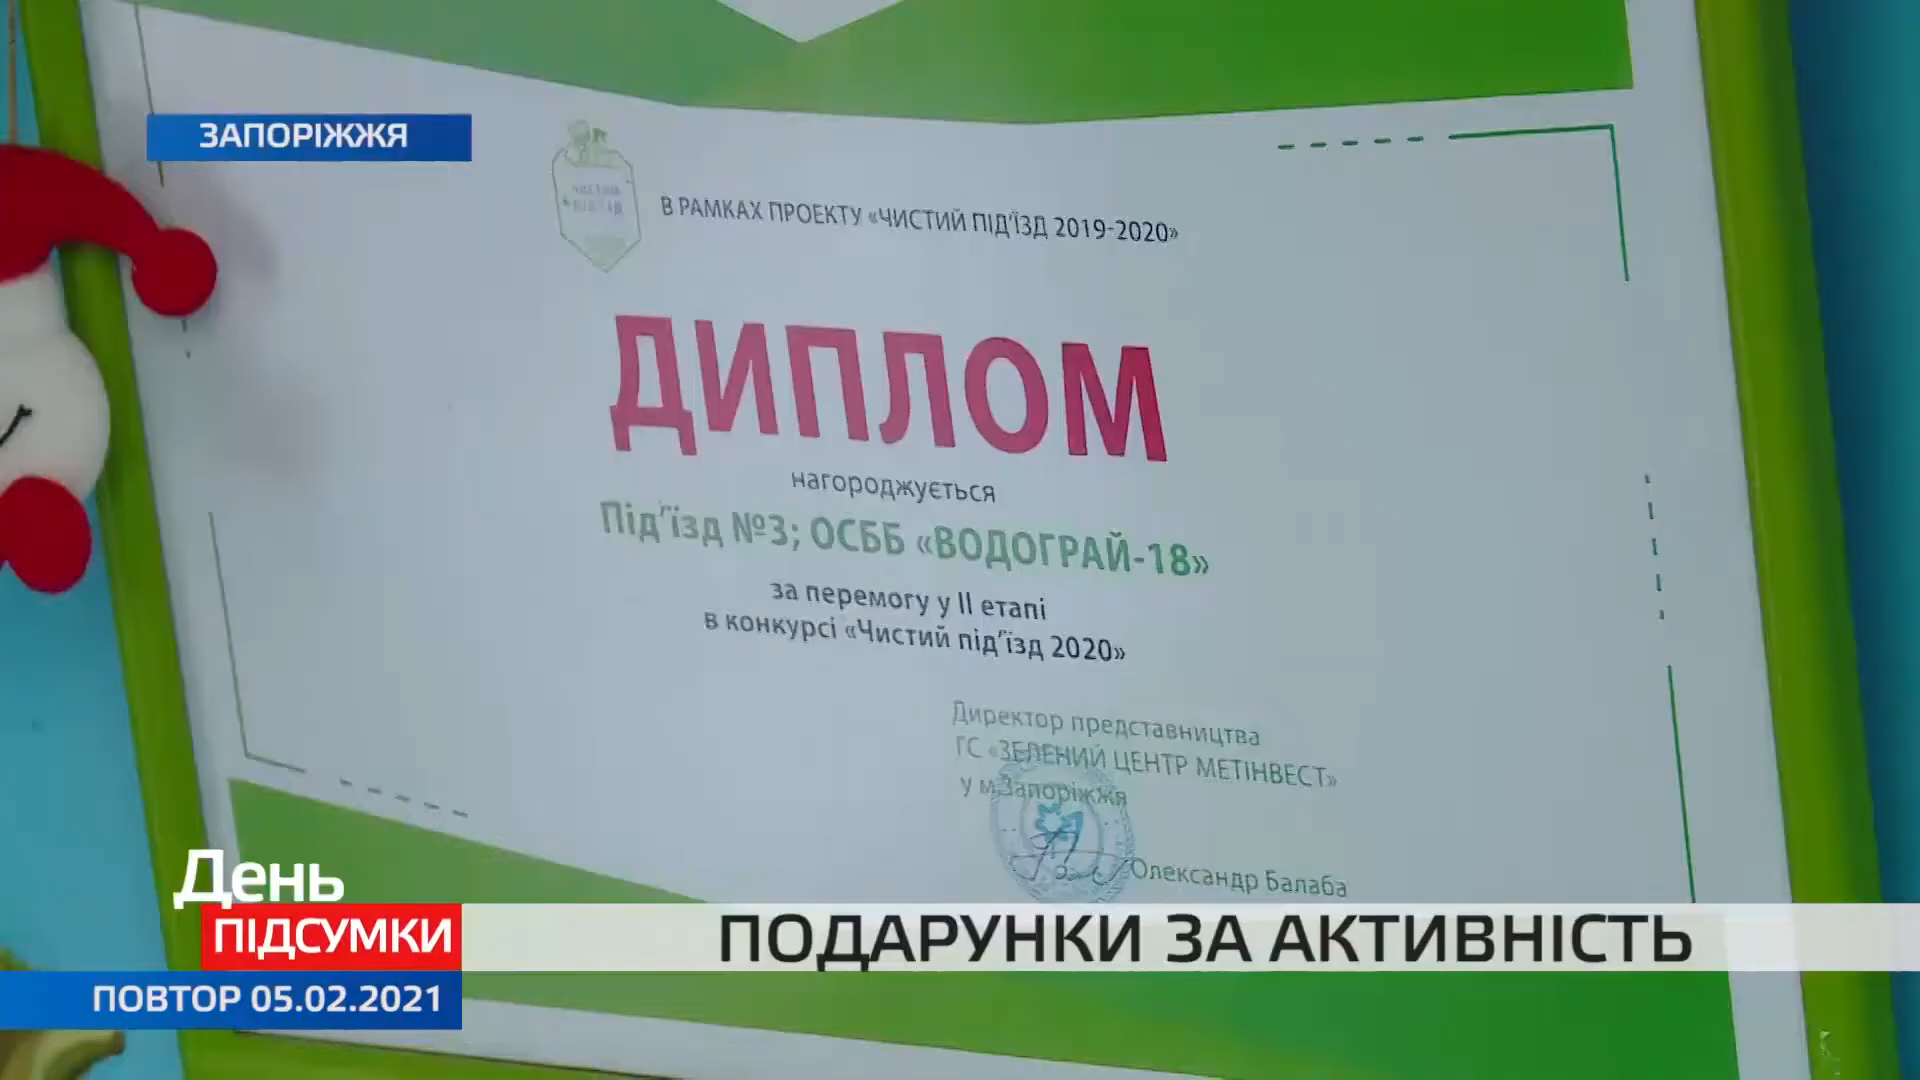 ЗАПОРІЖЖЯ
В РАМКАХ ПРОЕКТУ «ЧИСТИЙ ПІД'ЇЗД 2019-2020»
ДИПЛОМ
нагороджується
Під'їзд №3; ОСББ «ВОДОГРАЙ-18»
за перемогу у ІІ етапі
в конкурсі «Чистий під'їзд 2020»
Директор представництва
ГС «ЗЕЛЕНИЙ ЦЕНТР МЕТІНВЕСТ»
у м.Запоріжжя
Олександр Балаба
День
ПІДСУМКИ
ПОДАРУНКИ ЗА АКТИВНІСТЬ
ПОВТОР 05.02.2021